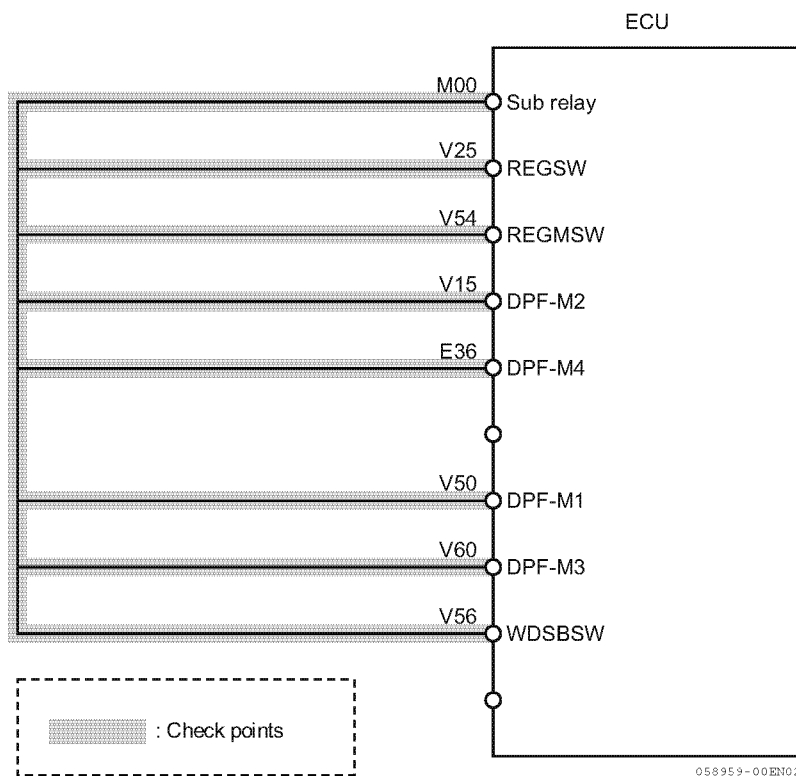 ECU
M00
Sub relay
V25
REGSW
V54
REGMSW
V15
DPF-M2
E36
DPF-M4
V50
DPF-M1
V60
DPF-M3
V56
WDSBSW
: Check points